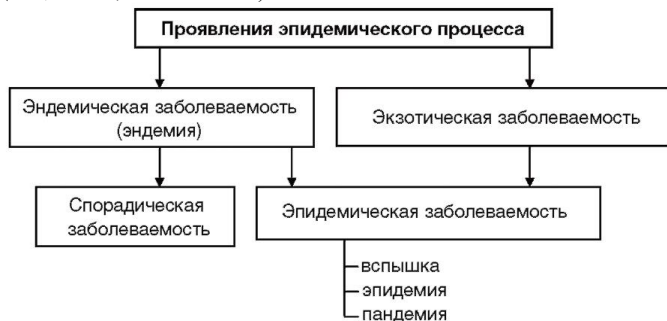 Проявления эпидемического процесса
Эндемическая заболеваемость
(эндемия)
Экзотическая заболеваемость
Спорадическая
заболеваемость
Эпидемическая заболеваемость
вспышка
эпидемия
пандемия